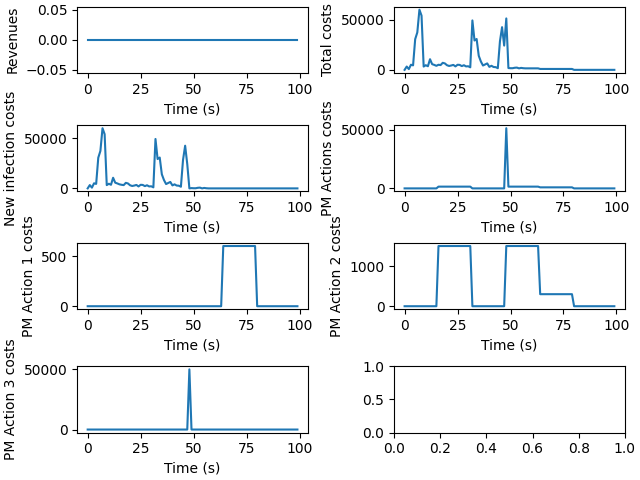 Revenues
0.05
0.00
−0.05
0 25 50 75 100
Time (s)
Total costs
50000
0
0 25 50 75 100
Time (s)
New infection costs
50000
0
0 25 50 75 100
Time (s)
PM Actions costs
50000
0
0 25 50 75 100
Time (s)
PM Action 1 costs
500
0
0 25 50 75 100
Time (s)
PM Action 2 costs
1000
0
0 25 50 75 100
Time (s)
PM Action 3 costs
50000
0
0 25 50 75 100
Time (s)
1.0
0.5
0.0
0.0 0.2 0.4 0.6 0.8 1.0